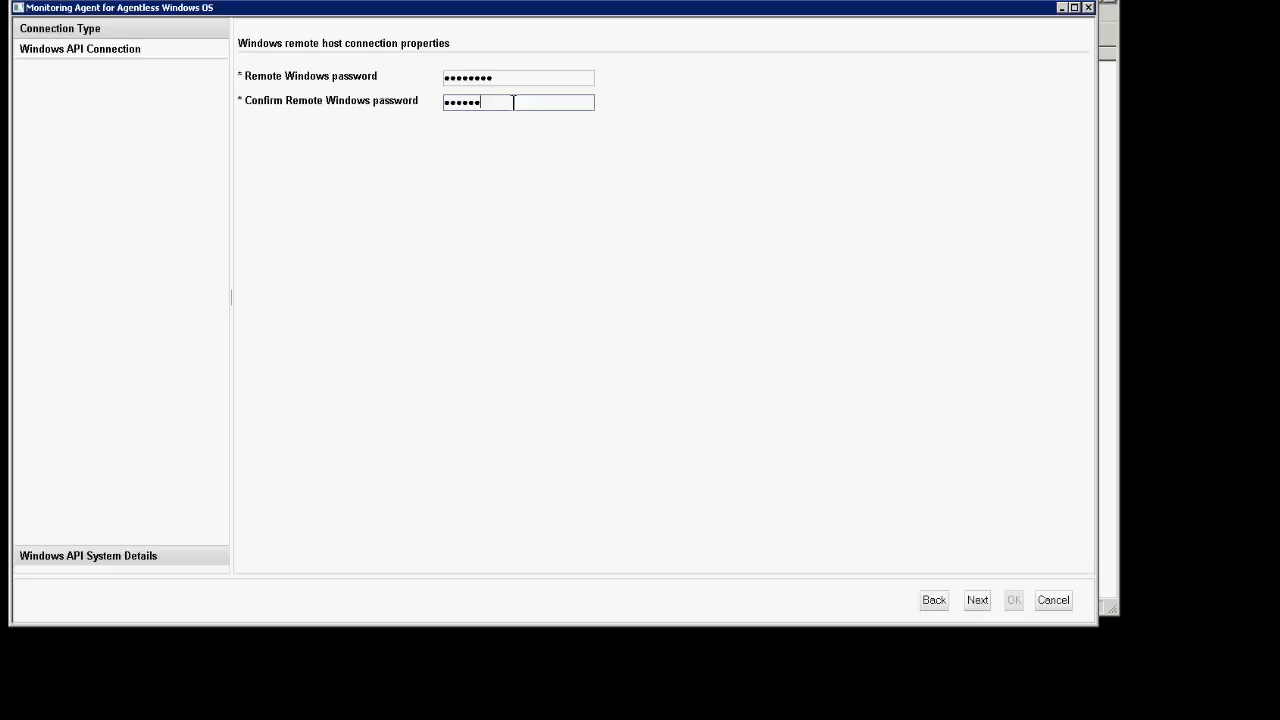 Monitoring Agent for Agentless Windows OS
Connection Type
Windows API Connection
Windows remote host connection properties
* Remote Windows password ••••••••
* Confirm Remote Windows password ••••••
Windows API System Details
Back Next OK Cancel